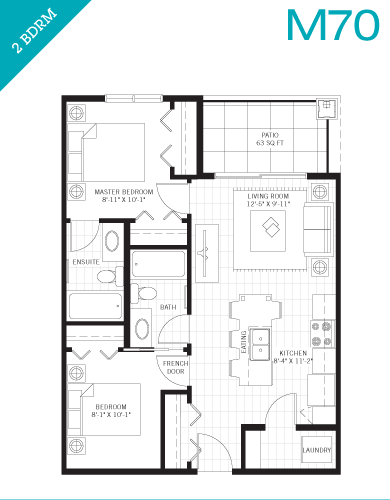 2 BDRM
M70
PATIO
63 SQ FT
MASTER BEDROOM
8'-11" X 10'-1"
LIVING ROOM
12'-5" X 9'-11"
ENSUITE
BATH
EATING
KITCHEN
8'-4" X 11'-2"
FRENCH
DOOR
BEDROOM
8'-1" X 10'-1"
LAUNDRY